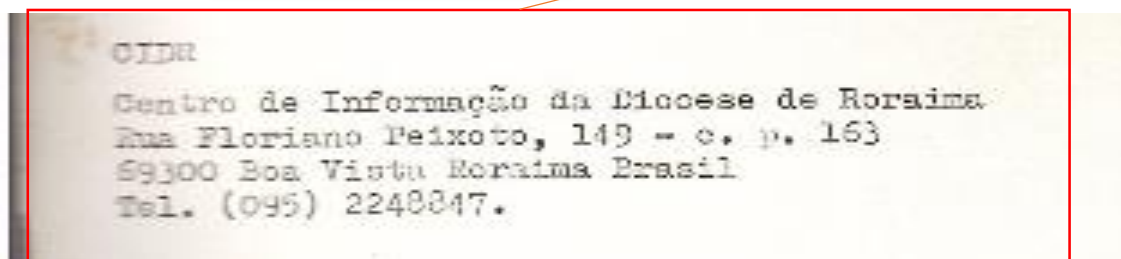 CIDR
Centro de Informação da Diocese de Roraima
Rua Floriano Peixoto, 149 - c. p. 163
69300 Boa Vista Roraima Brasil
Tel. (095) 2248847.